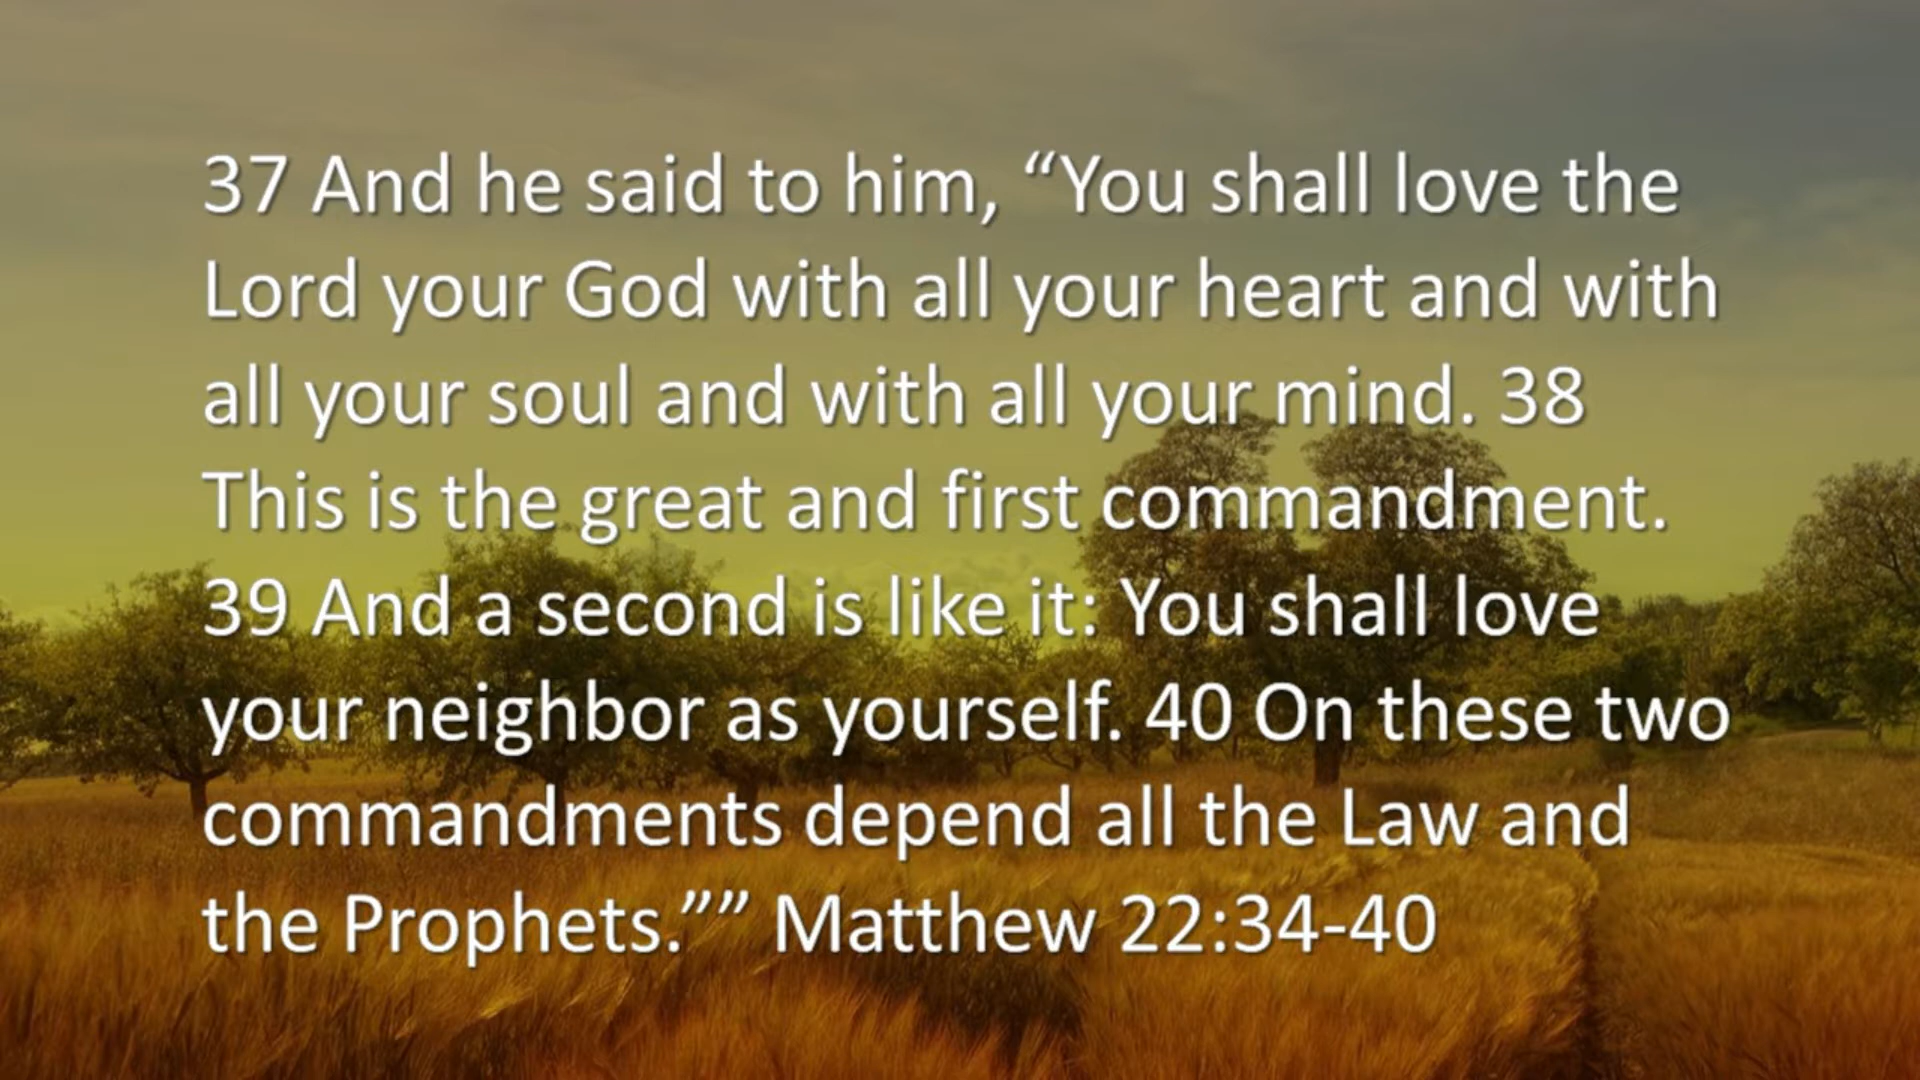 37 And he said to him, “You shall love the
Lord your God with all your heart and with
all your soul and with all your mind. 38
This is the great and first commandment.
39 And a second is like it: You shall love
your neighbor as yourself. 40 On these two
commandments depend all the Law and
the Prophets.”” Matthew 22:34-40